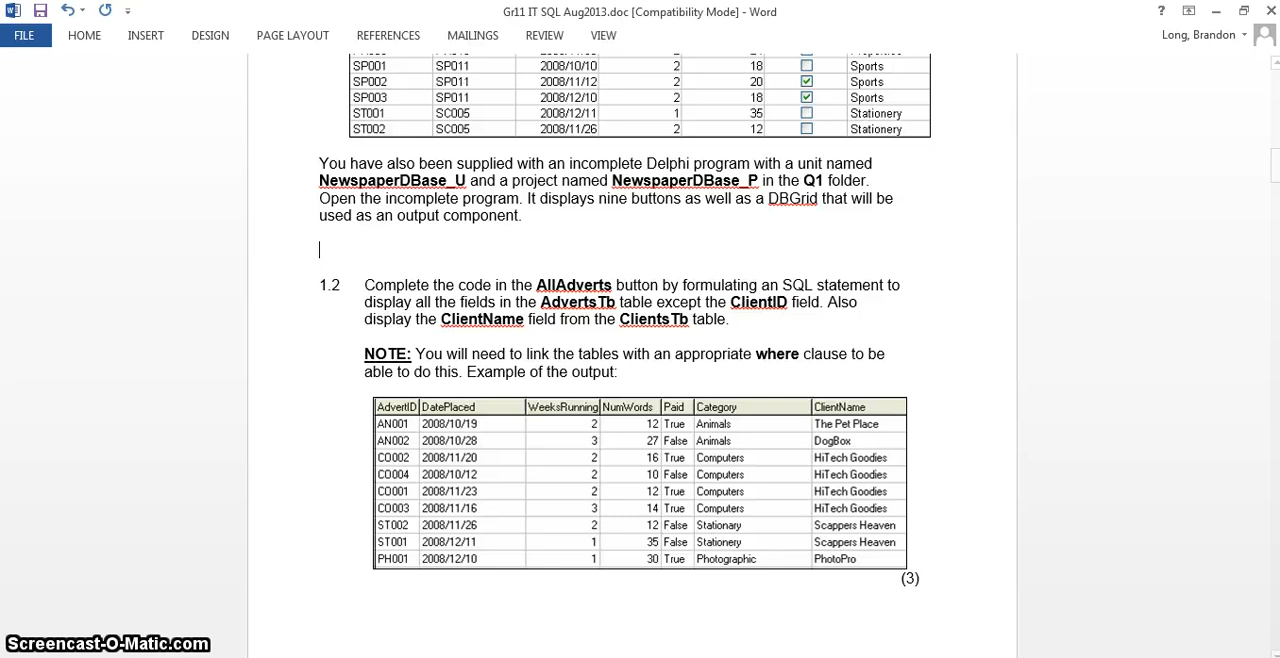 Gr11 IT SQL Aug2013.doc [Compatibility Mode] - Word
FILE HOME INSERT DESIGN PAGE LAYOUT REFERENCES MAILINGS REVIEW VIEW Long, Brandon
SP001 SP011 2008/10/10 2 18 Sports
SP002 SP011 2008/11/12 2 20 Sports
SP003 SP011 2008/12/10 2 18 Sports
ST001 SC005 2008/12/11 1 35 Stationery
ST002 SC005 2008/11/26 2 12 Stationery
You have also been supplied with an incomplete Delphi program with a unit named
NewspaperDBase_U and a project named NewspaperDBase_P in the Q1 folder.
Open the incomplete program. It displays nine buttons as well as a DBGrid that will be
used as an output component.
1.2 Complete the code in the AllAdverts button by formulating an SQL statement to
display all the fields in the AdvertsTb table except the ClientID field. Also
display the ClientName field from the ClientsTb table.
NOTE: You will need to link the tables with an appropriate where clause to be
able to do this. Example of the output:
AdvertID DatePlaced WeeksRunning NumWords Paid Category ClientName
AN001 2008/10/19 2 12 True Animals The Pet Place
AN002 2008/10/28 3 27 False Animals DogBox
CO002 2008/11/20 2 16 True Computers HiTech Goodies
CO004 2008/10/12 2 10 False Computers HiTech Goodies
CO001 2008/11/23 2 12 True Computers HiTech Goodies
CO003 2008/11/16 3 14 True Computers HiTech Goodies
ST002 2008/11/26 2 12 False Stationary Scappers Heaven
ST001 2008/12/11 1 35 False Stationery Scappers Heaven
PH001 2008/12/10 1 30 True Photographic PhotoPro
(3)
Screencast-O-Matic.com